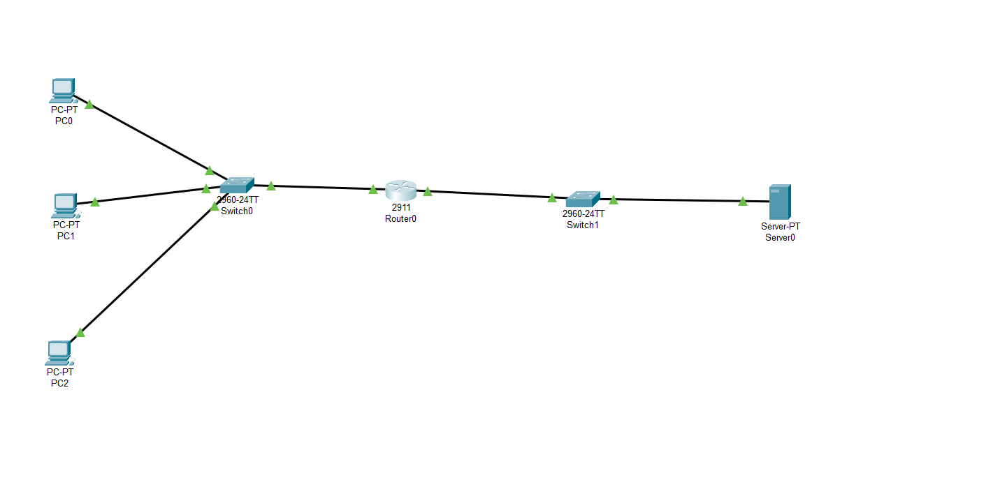 PC-PT
PC0
PC-PT
PC1
PC-PT
PC2
2960-24TT
Switch0
2911
Router0
2960-24TT
Switch1
Server-PT
Server0